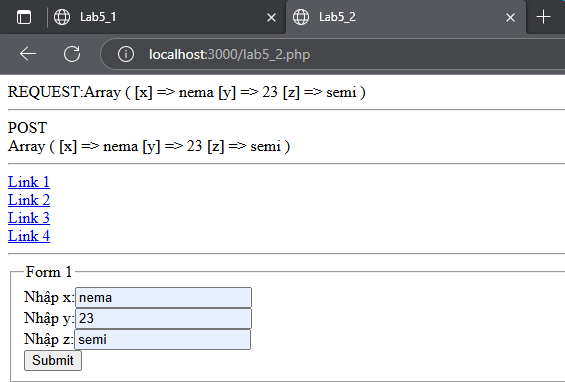 Lab5_1
Lab5_2
localhost:3000/lab5_2.php
REQUEST:Array ( [x] => nema [y] => 23 [z] => semi )
POST
Array ( [x] => nema [y] => 23 [z] => semi )
Link 1
Link 2
Link 3
Link 4
Form 1
Nhập x: nema
Nhập y: 23
Nhập z: semi
Submit